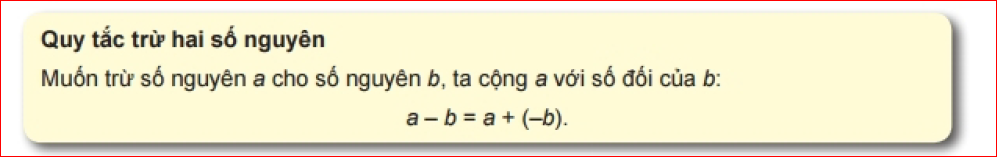 Quy tắc trừ hai số nguyên
Muốn trừ số nguyên a cho số nguyên b, ta cộng a với số đối của b:
a – b = a + (–b).